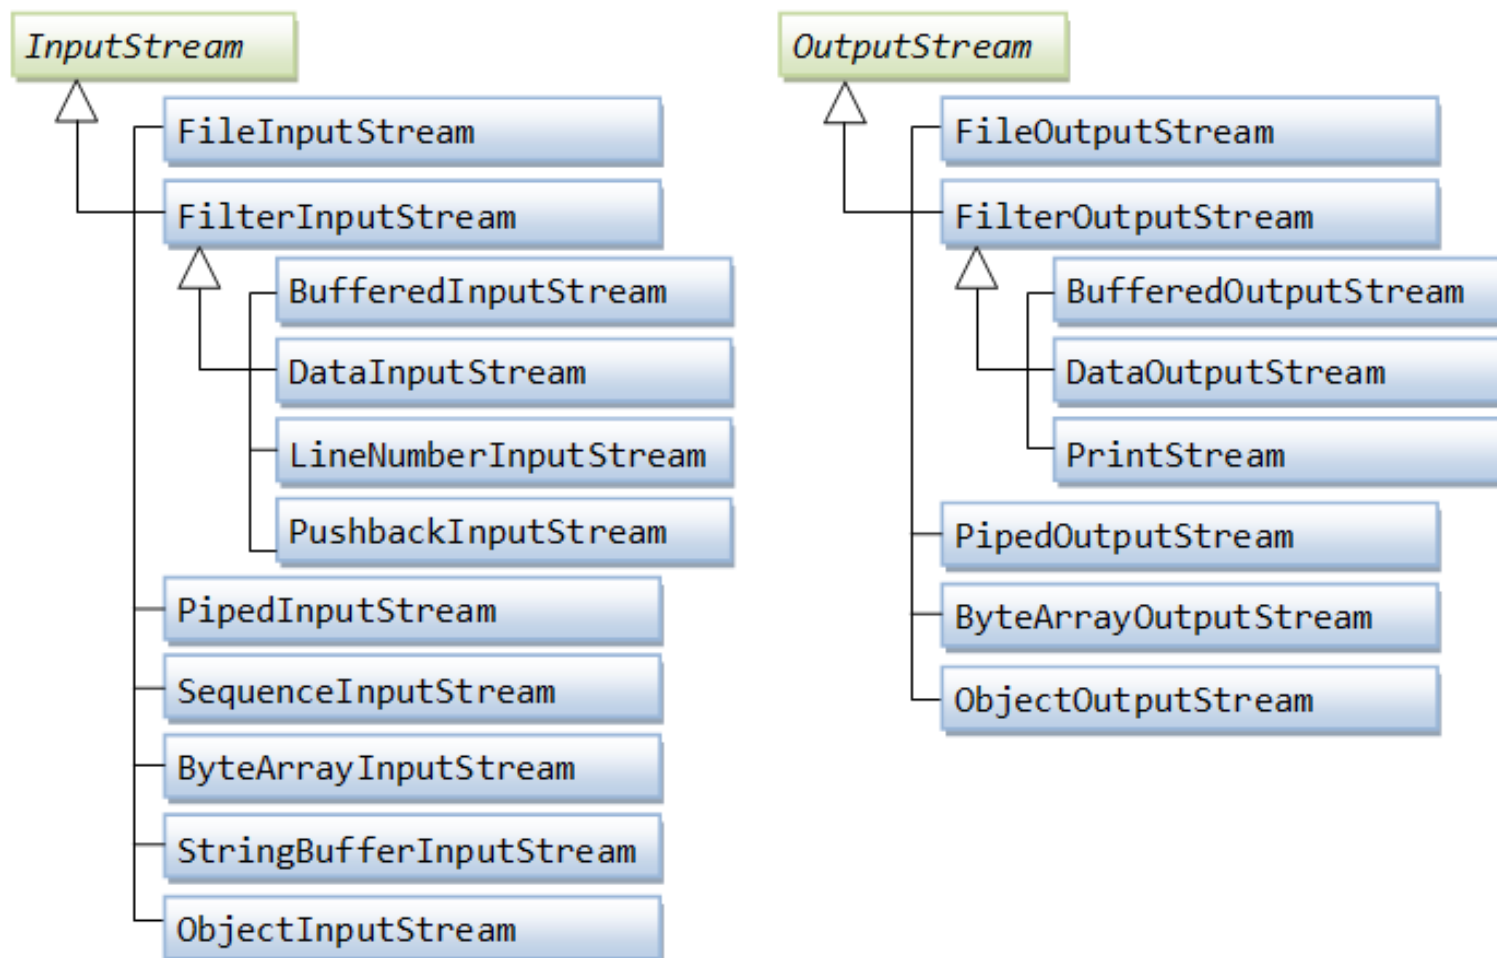 InputStream
FileInputStream
FilterInputStream
BufferedInputStream
DataInputStream
LineNumberInputStream
PushbackInputStream
PipedInputStream
SequenceInputStream
ByteArrayInputStream
StringBufferInputStream
ObjectInputStream
OutputStream
FileOutputStream
FilterOutputStream
BufferedOutputStream
DataOutputStream
PrintStream
PipedOutputStream
ByteArrayOutputStream
ObjectOutputStream